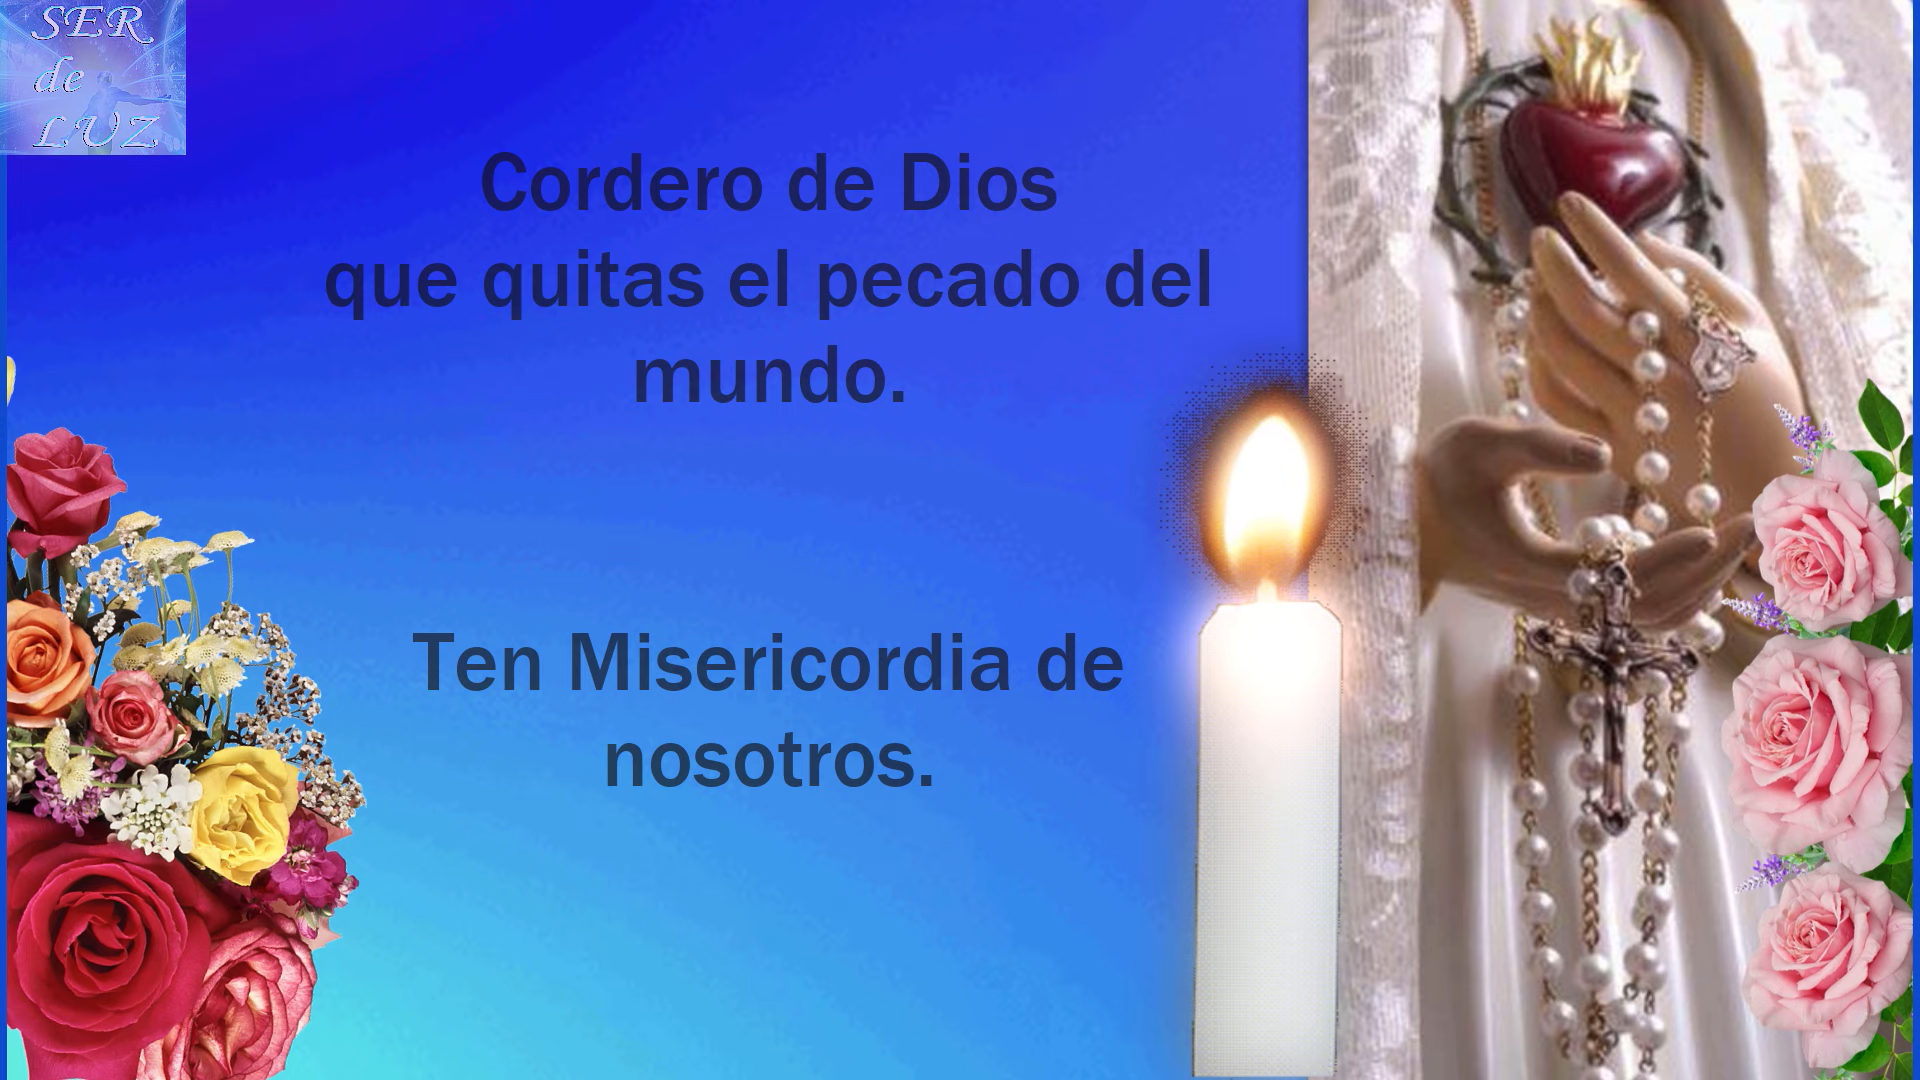 SER
de
LUZ
Cordero de Dios
que quitas el pecado del
mundo.
Ten Misericordia de
nosotros.